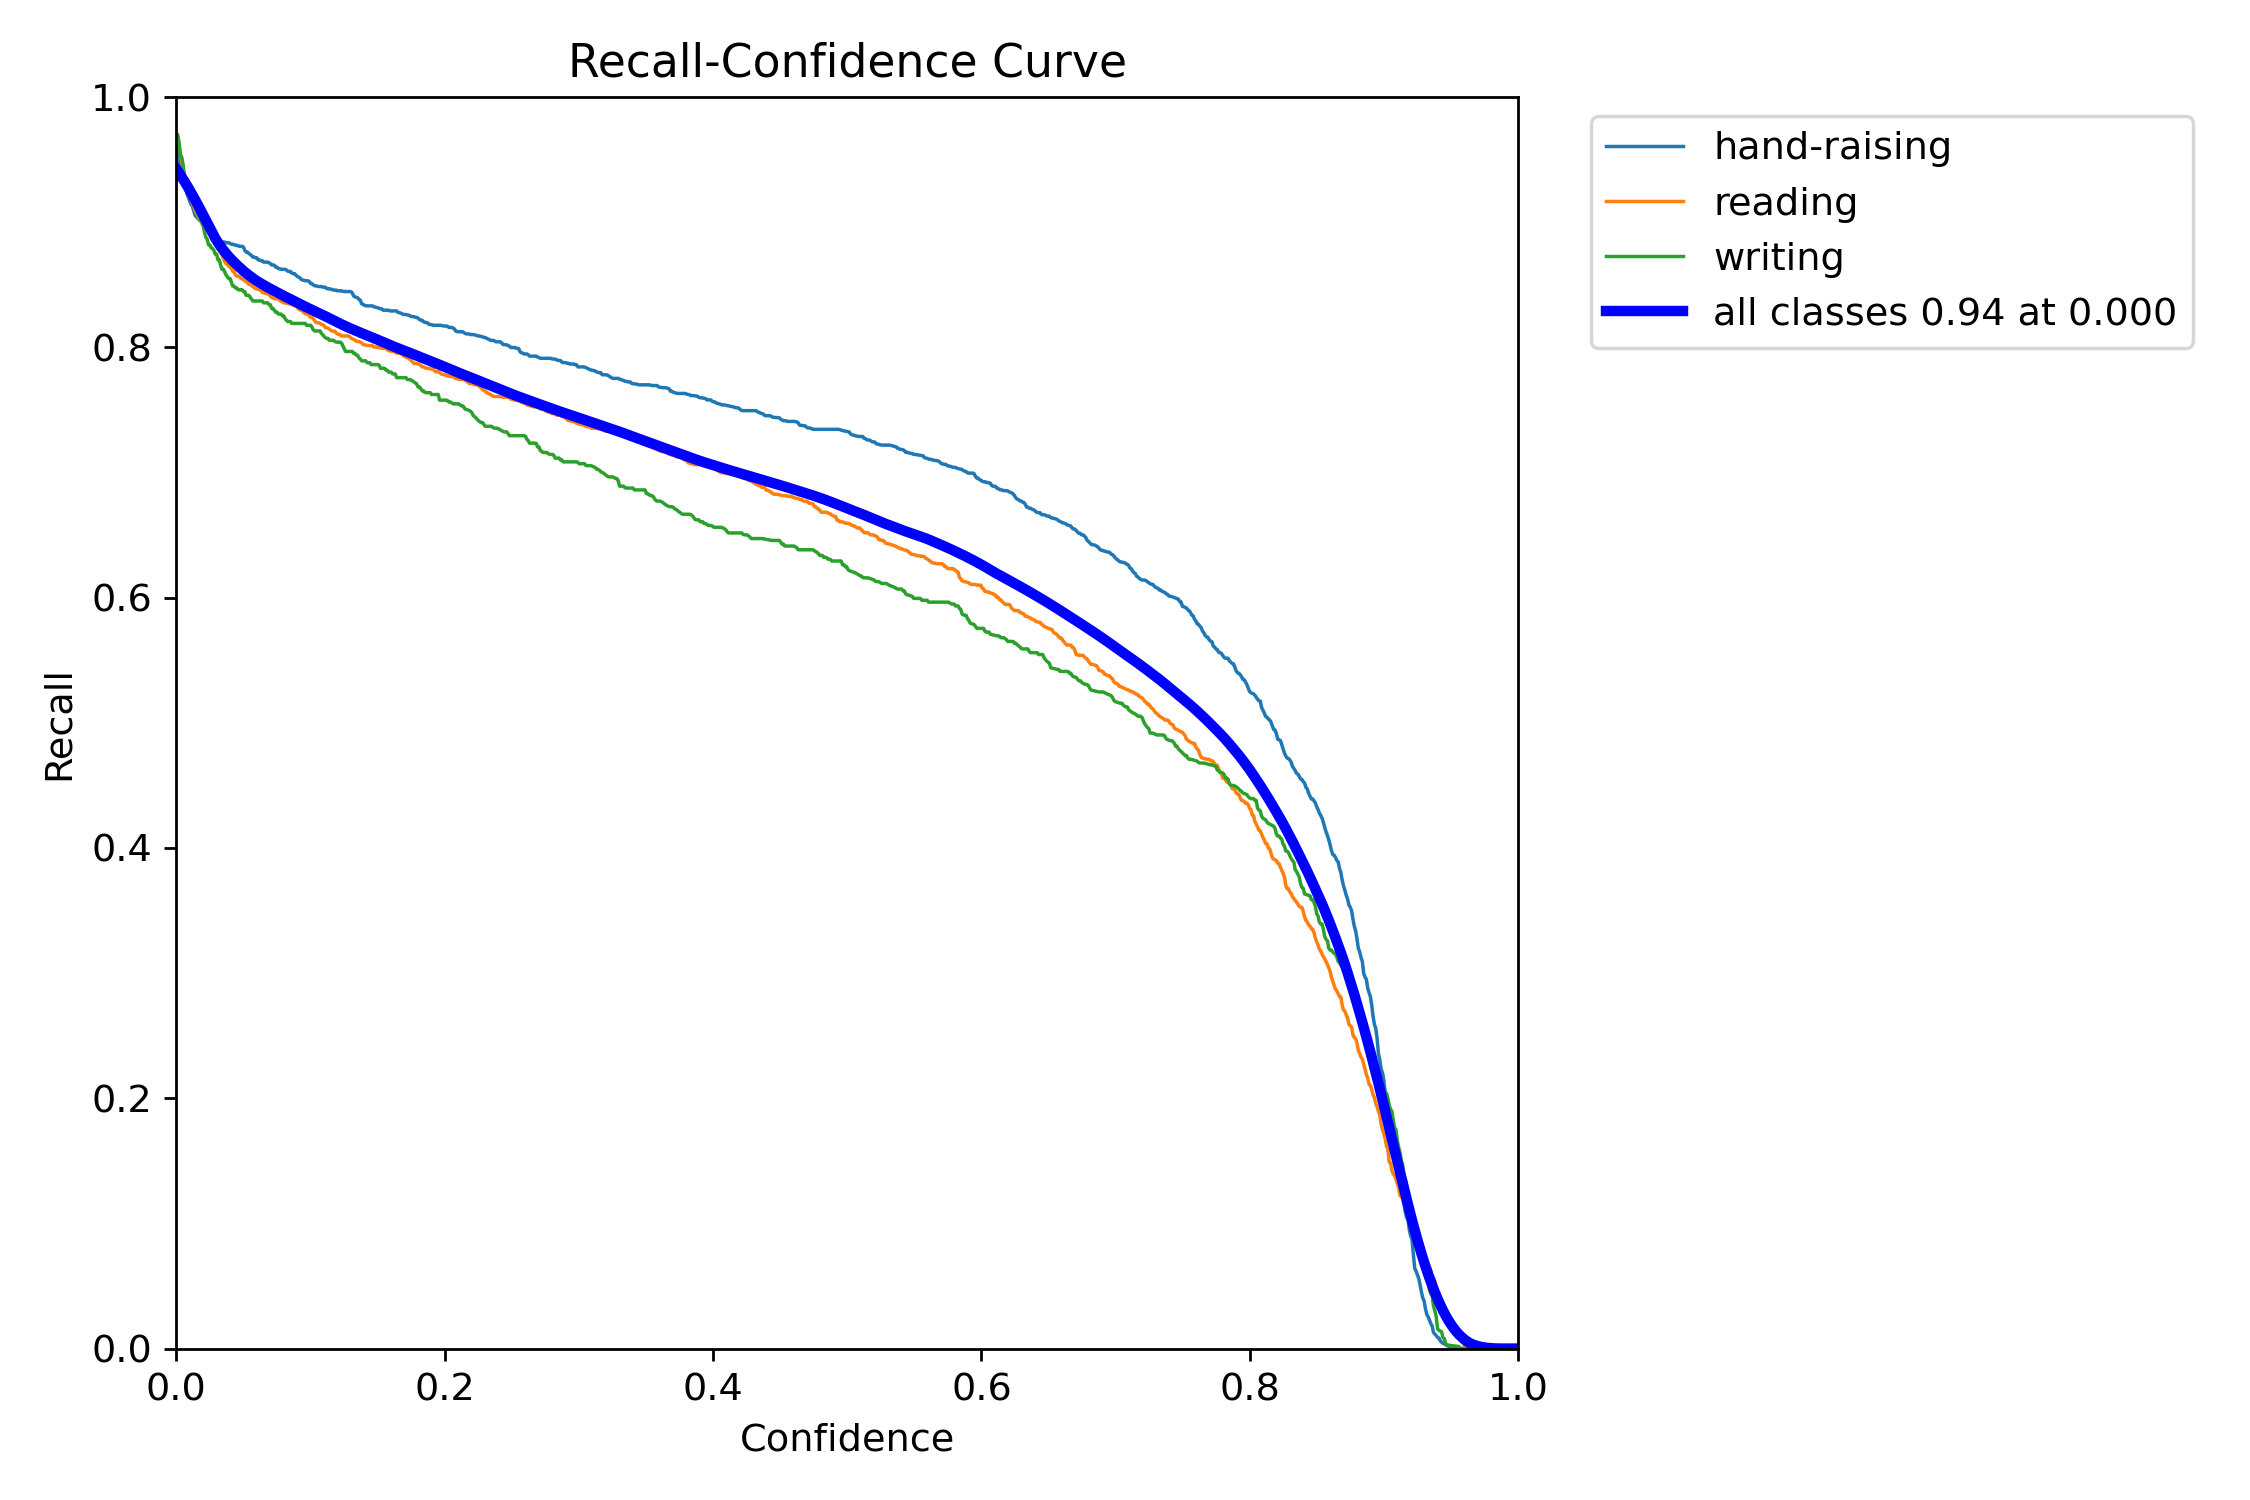 Recall-Confidence Curve
1.0
0.8
0.6
0.4
0.2
0.0
Recall
0.0 0.2 0.4 0.6 0.8 1.0
Confidence
hand-raising
reading
writing
all classes 0.94 at 0.000